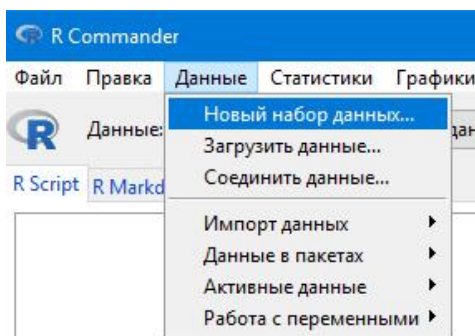 R Commander
Файл Правка Данные Статистики Графики
R Данные:
Новый набор данных...
Загрузить данные...
Соединить данные...
R Script R Markd
Импорт данных
Данные в пакетах
Активные данные
Работа с переменными